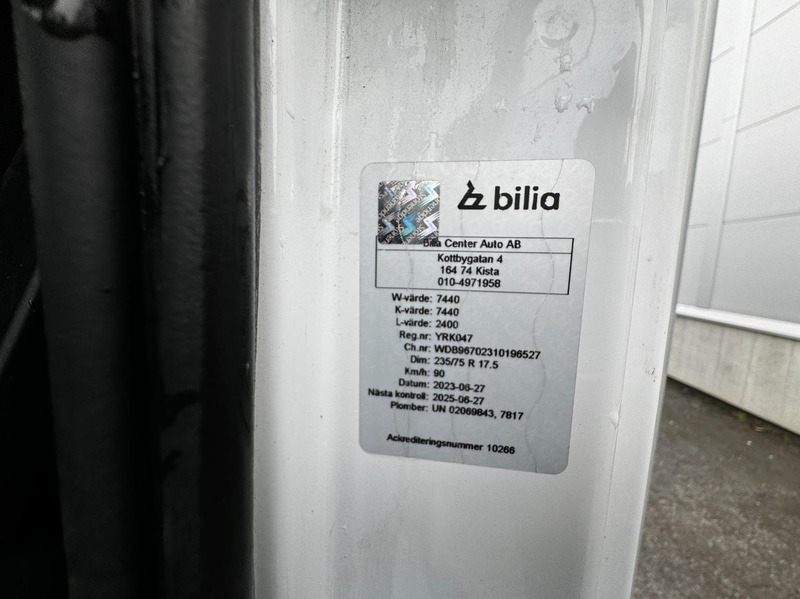 bilia
Bilia Center Auto AB
Kottbygatan 4
164 74 Kista
010-4971958
W-värde: 7440
K-värde: 7440
L-värde: 2400
Reg.nr: YRK047
Ch.nr: WDB96702310196527
Dim: 235/75 R 17.5
Km/h: 90
Datum: 2023-06-27
Nästa kontroll: 2025-06-27
Plomber: UN 02069843, 7817
Ackrediteringsnummer 10266